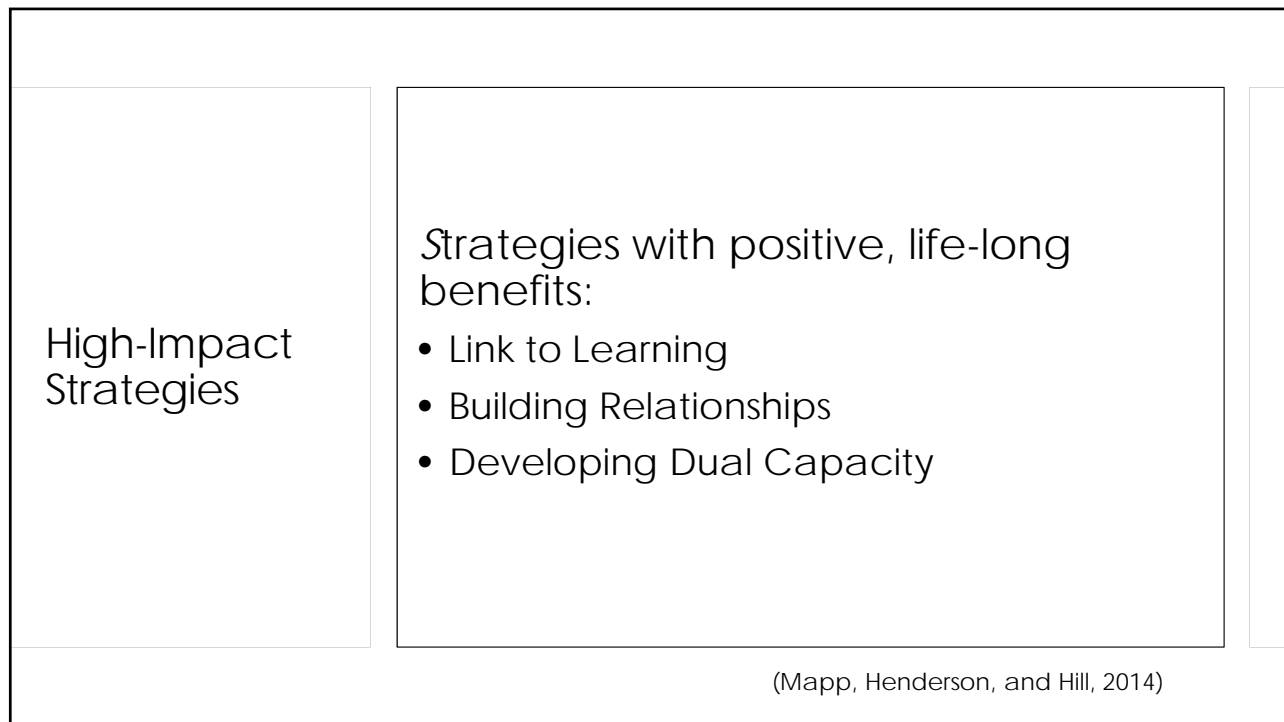 High-Impact
Strategies
Strategies with positive, life-long
benefits:
• Link to Learning
• Building Relationships
• Developing Dual Capacity
(Mapp, Henderson, and Hill, 2014)